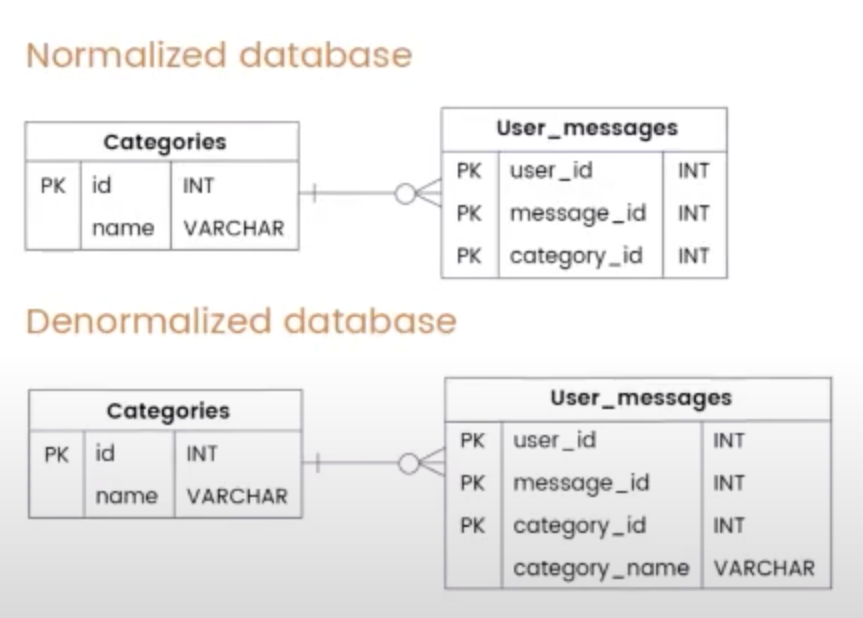 Normalized database
Categories
PK id INT
name VARCHAR
User_messages
PK user_id INT
PK message_id INT
PK category_id INT
Denormalized database
Categories
PK id INT
name VARCHAR
User_messages
PK user_id INT
PK message_id INT
PK category_id INT
category_name VARCHAR